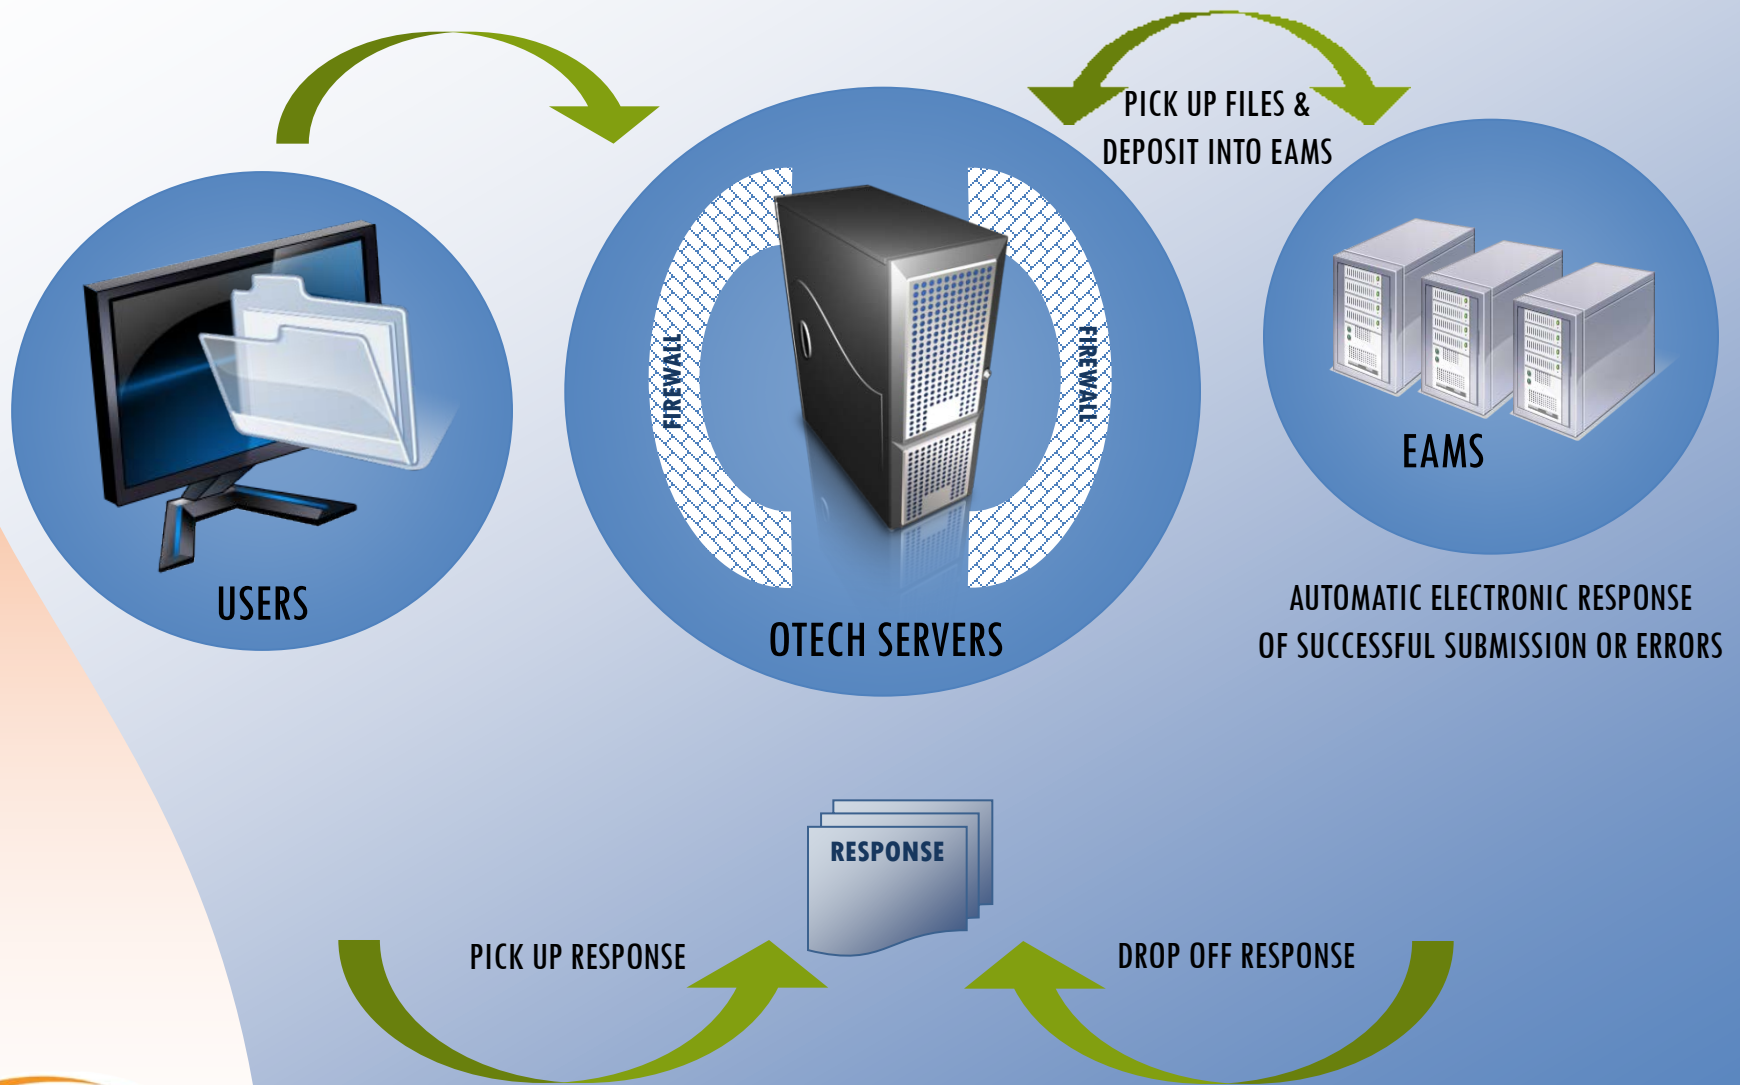 PICK UP FILES &
DEPOSIT INTO EAMS
FIREWALL
FIREWALL
USERS
OTECH SERVERS
EAMS
AUTOMATIC ELECTRONIC RESPONSE
OF SUCCESSFUL SUBMISSION OR ERRORS
RESPONSE
PICK UP RESPONSE
DROP OFF RESPONSE